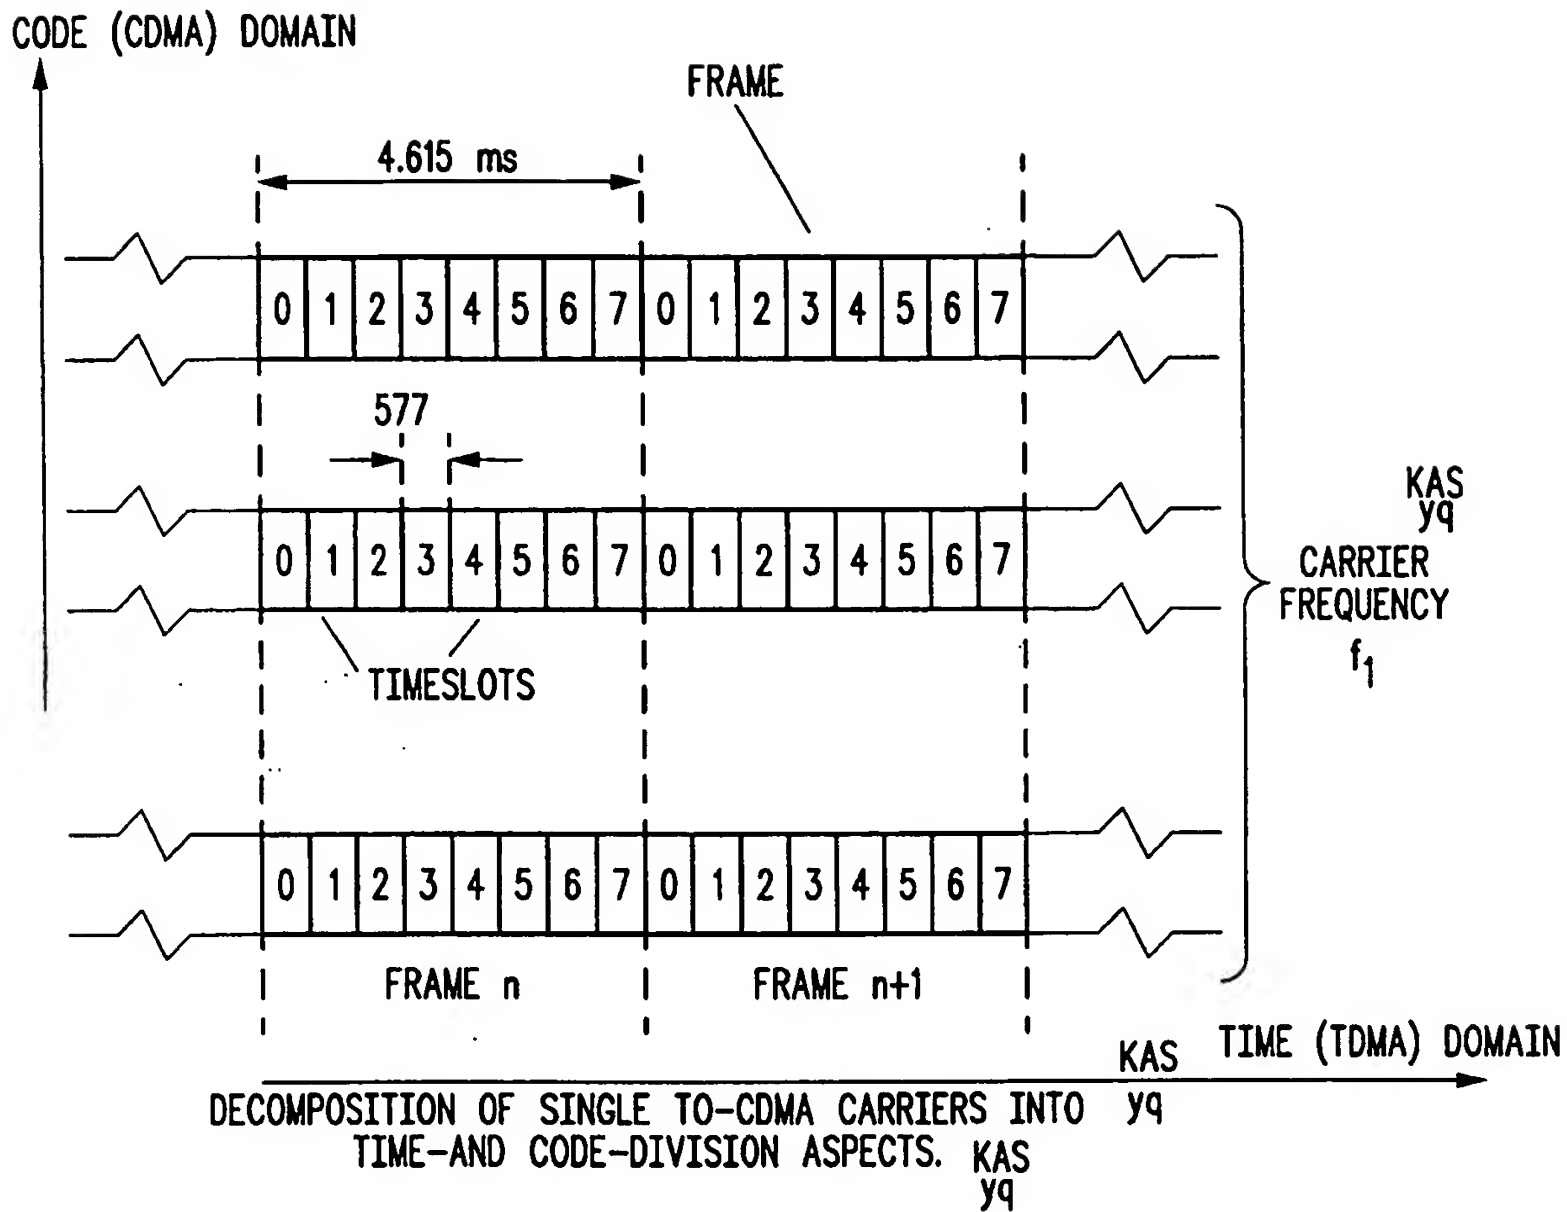 CODE (CDMA) DOMAIN
FRAME
4.615 ms
0 1 2 3 4 5 6 7 0 1 2 3 4 5 6 7
577
0 1 2 3 4 5 6 7 0 1 2 3 4 5 6 7
KAS
yq
CARRIER
FREQUENCY
f1
TIMESLOTS
0 1 2 3 4 5 6 7 0 1 2 3 4 5 6 7
FRAME n
FRAME n+1
TIME (TDMA) DOMAIN
KAS
yq
DECOMPOSITION OF SINGLE TO-CDMA CARRIERS INTO
TIME-AND CODE-DIVISION ASPECTS.
KAS
yq